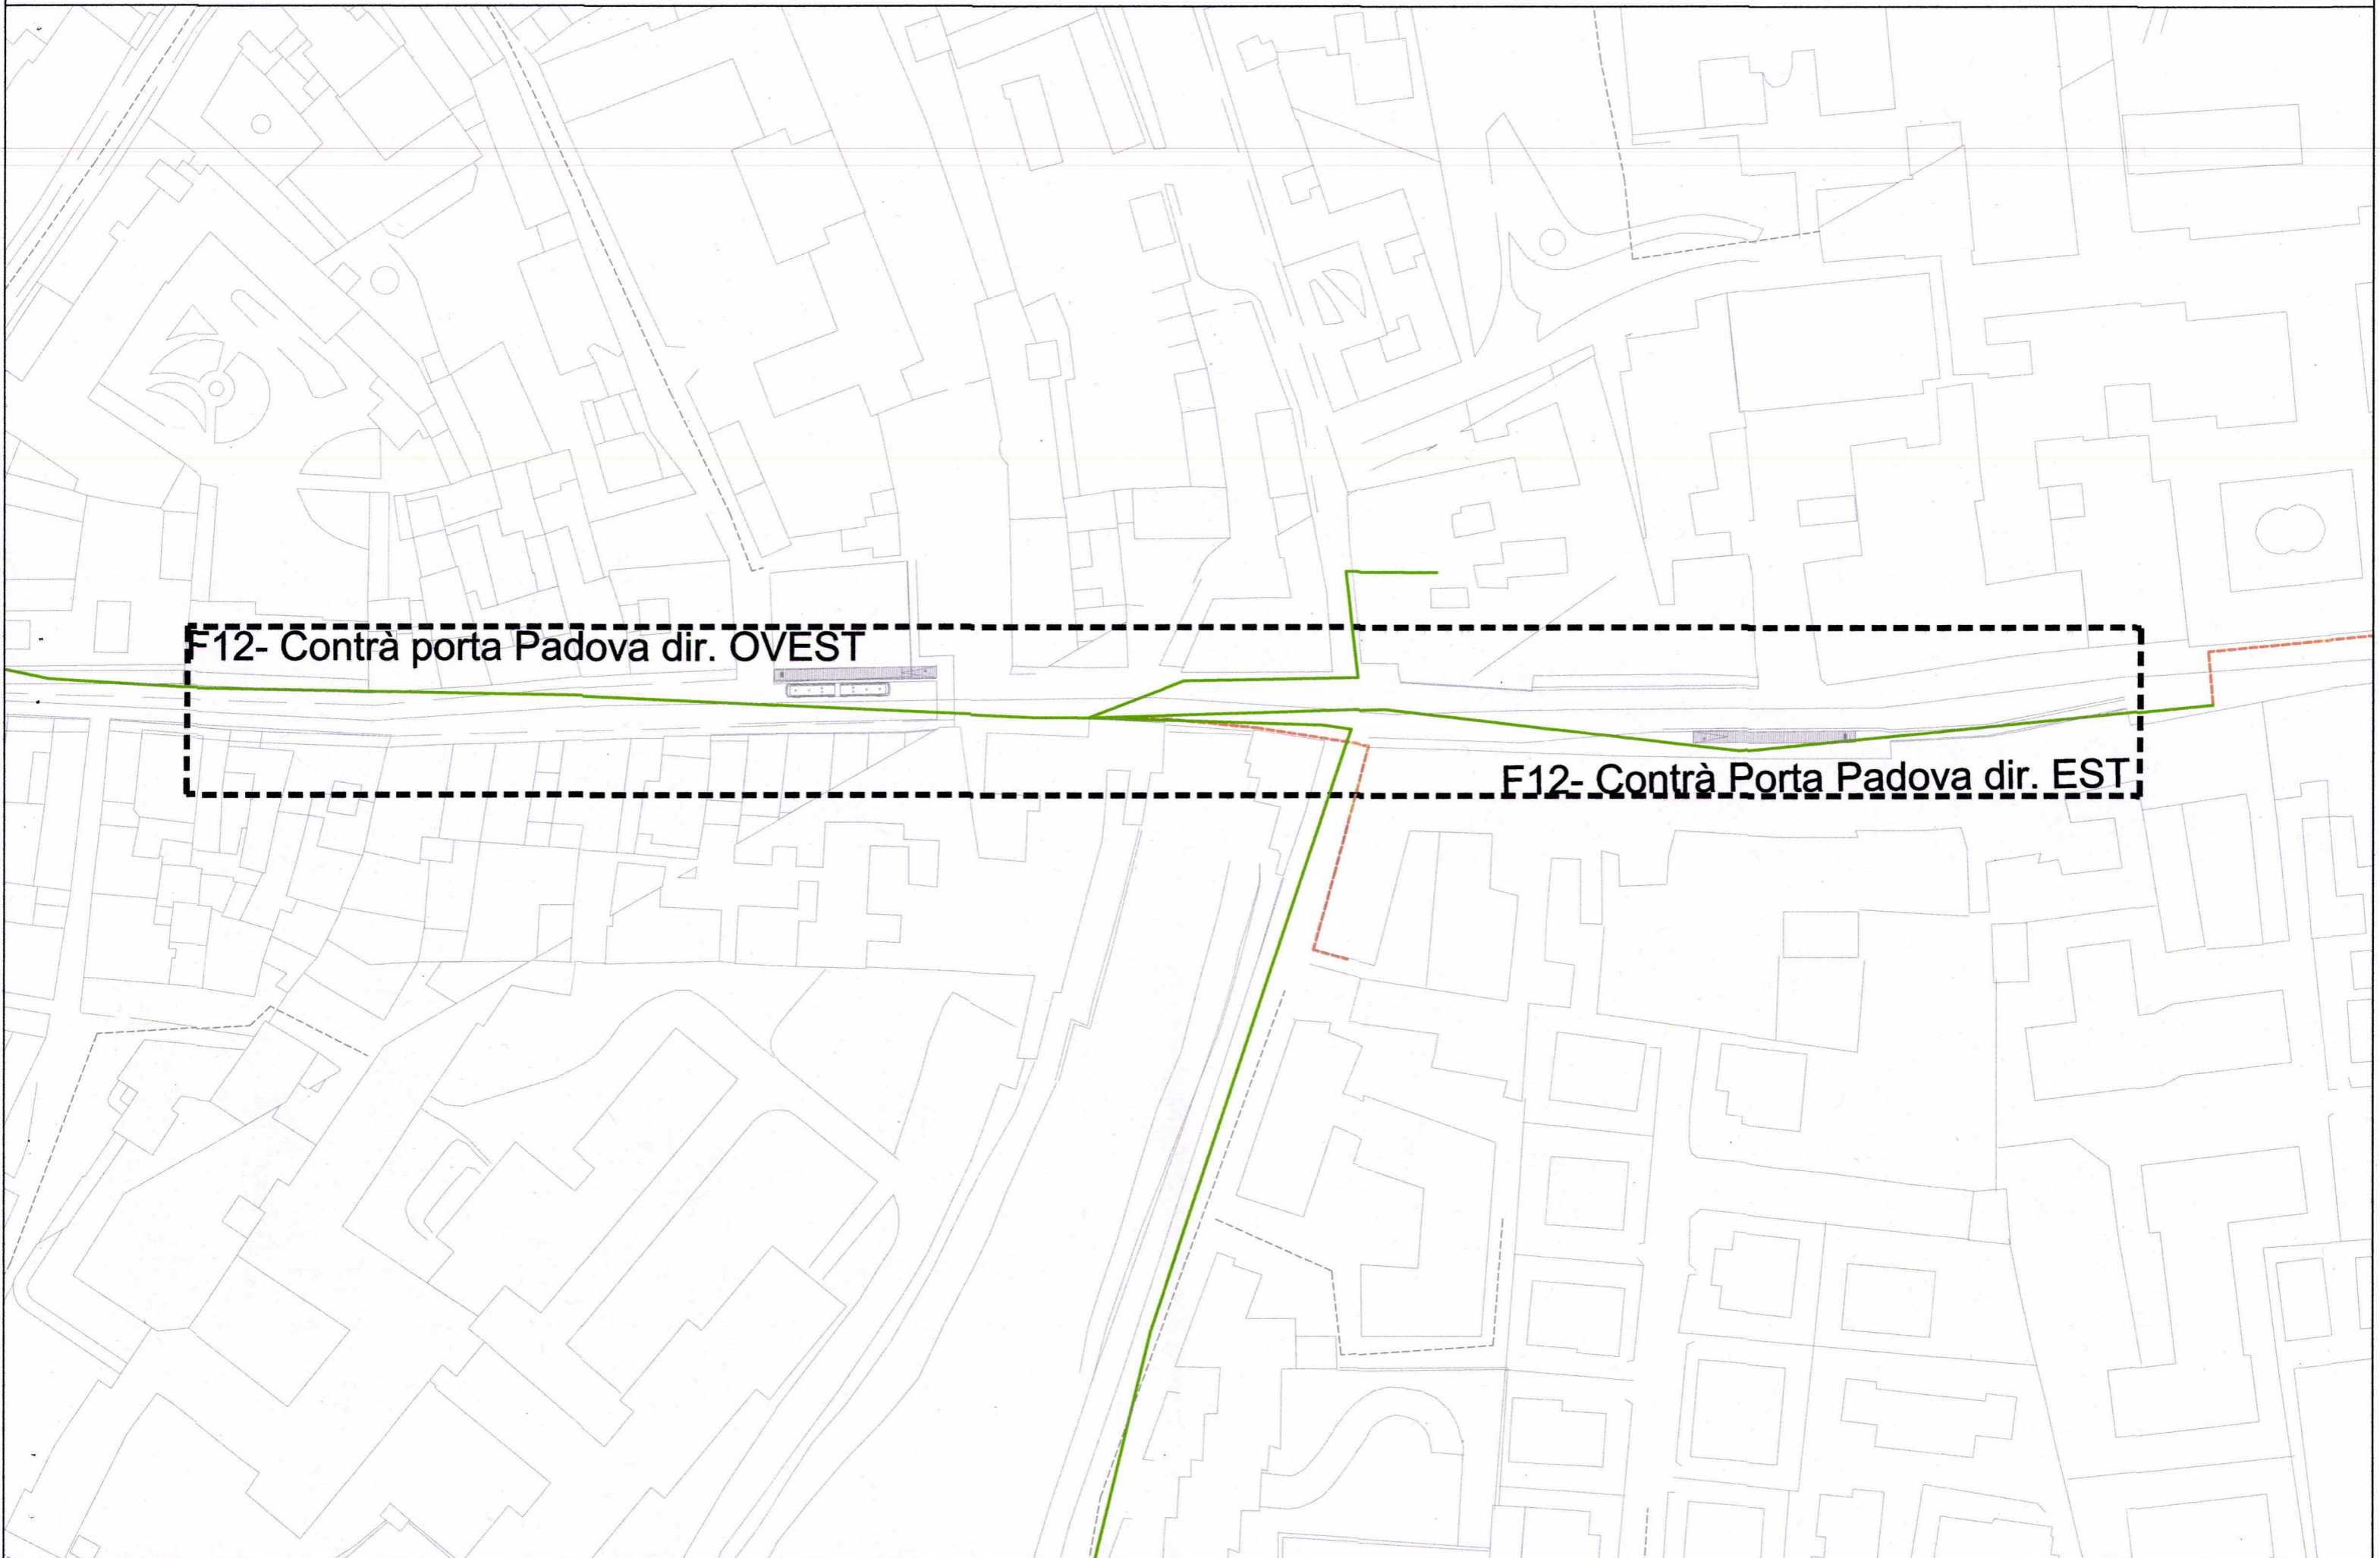 F12- Contrà porta Padova dir. OVEST
F12- Contrà Porta Padova dir. EST